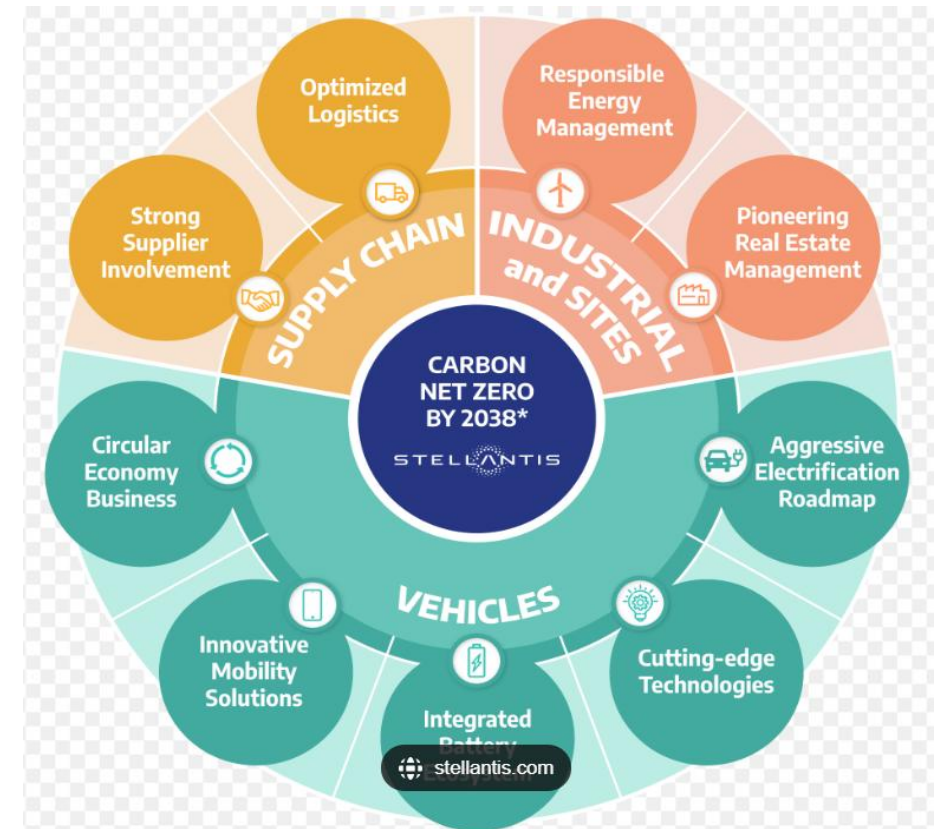 Optimized
Logistics
Responsible
Energy
Management
Strong
Supplier
Involvement
Pioneering
Real Estate
Management
SUPPLY CHAIN
INDUSTRIAL
and SITES
CARBON
NET ZERO
BY 2038*
STELLANTIS
Circular
Economy
Business
Aggressive
Electrification
Roadmap
VEHICLES
Innovative
Mobility
Solutions
Cutting-edge
Technologies
Integrated
Battery
Ecosystem
stellantis.com